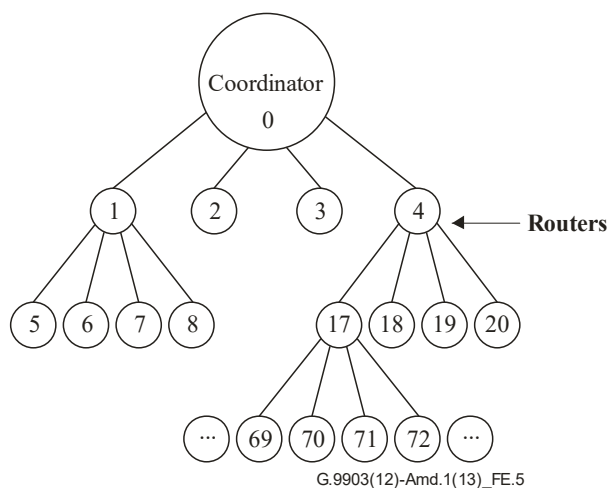 Coordinator
0
1 2 3 4
Routers
5 6 7 8 17 18 19 20
... 69 70 71 72 ...
G.9903(12)-Amd.1(13)_FE.5